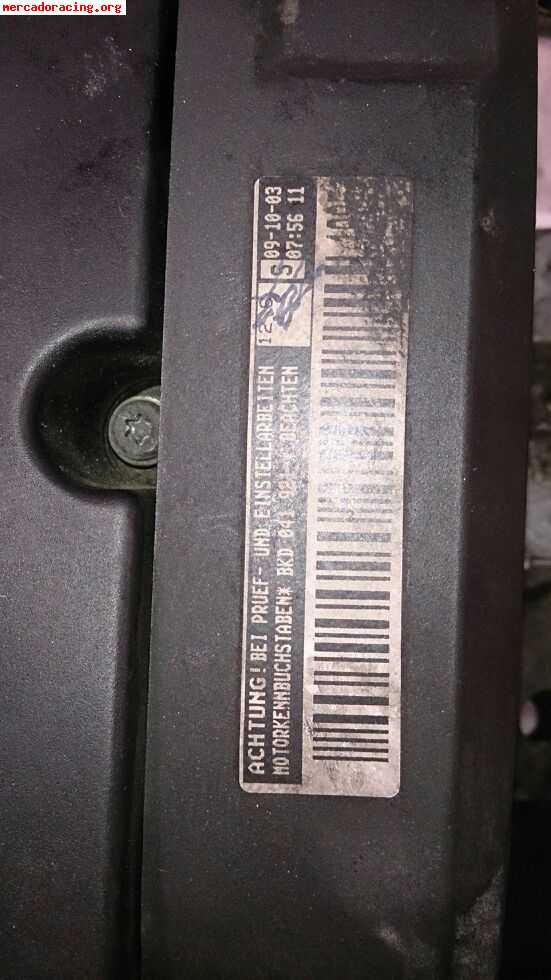 mercadoracing.org
ACHTUNG! BEI PRUEF- UND EINSTELLARBEITEN
MOTORKENNBUCHSTABEN* BKD 041 BEACHTEN
S 09-10-03
07:56 11